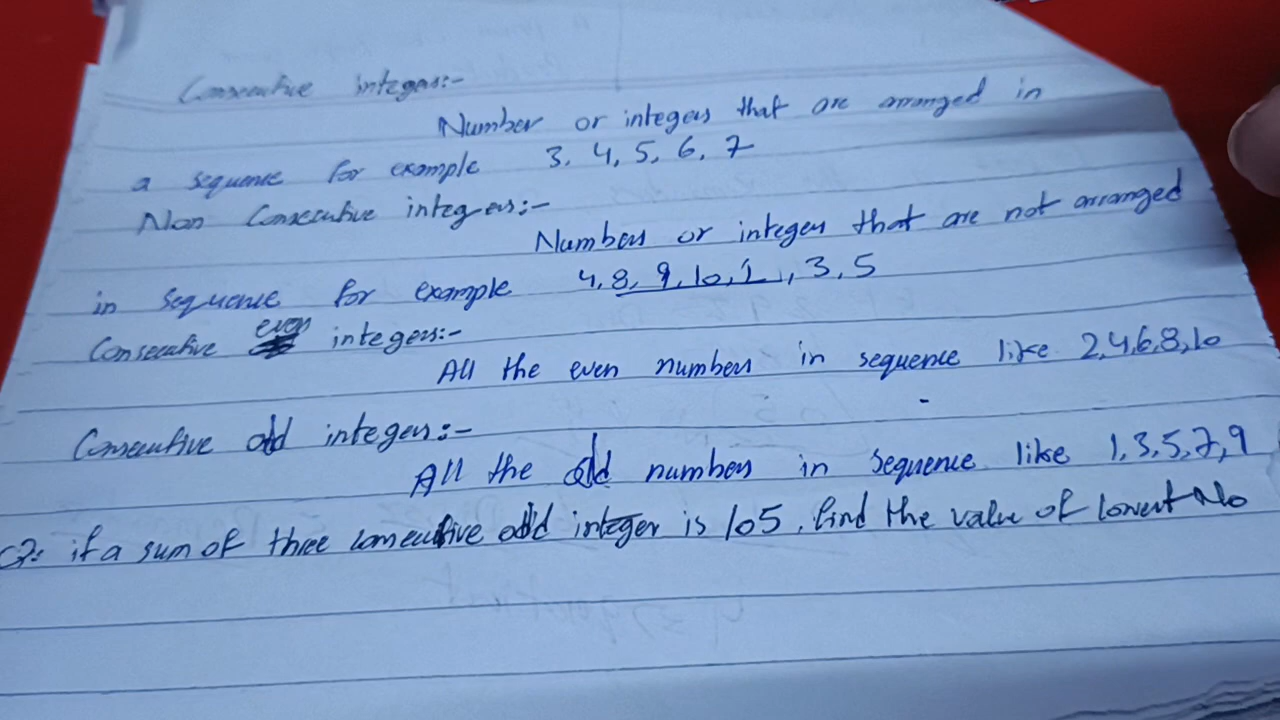 Consecutive integers:-
Number or integers that are arranged in
a sequence for example 3, 4, 5, 6, 7
Non Consecutive integers:-
Numbers or integers that are not arranged
in sequence for example 4, 8, 9, 10, 1, 3, 5
Consecutive even integers:-
All the even numbers in sequence like 2,4,6,8,10
Consecutive odd integers:-
All the odd numbers in sequence like 1,3,5,7,9
Q: if a sum of three consecutive odd integer is 105, find the value of lowest No